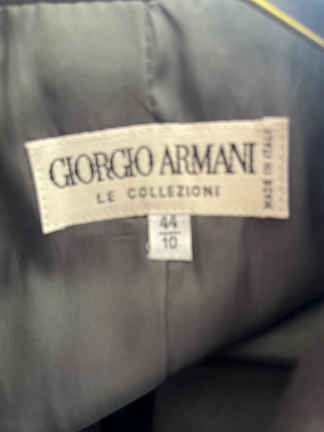 GIORGIO ARMANI
LE COLLEZIONI
MADE IN ITALY
44
10